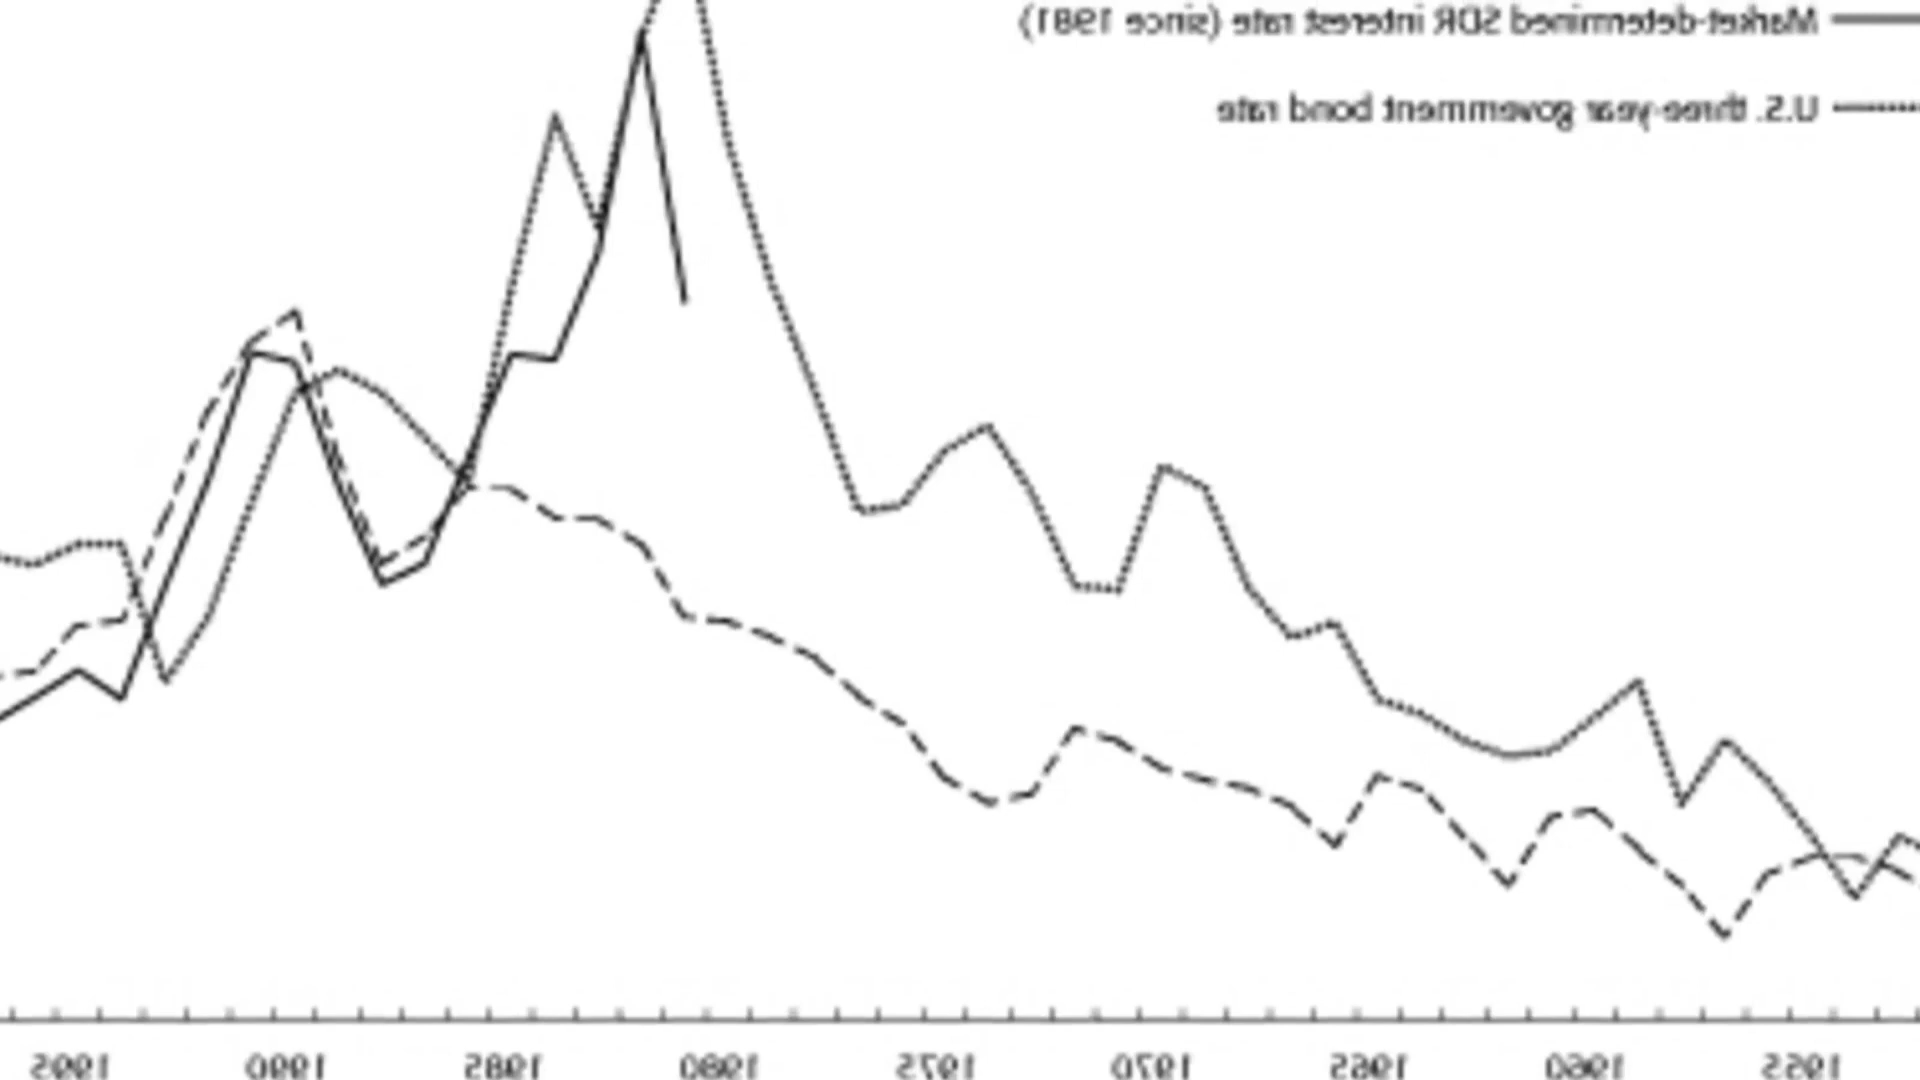 Market-determined SDR interest rate (since 1981)
U.S. three-year government bond rate
1955 1960 1965 1970 1975 1980 1985 1990 1995